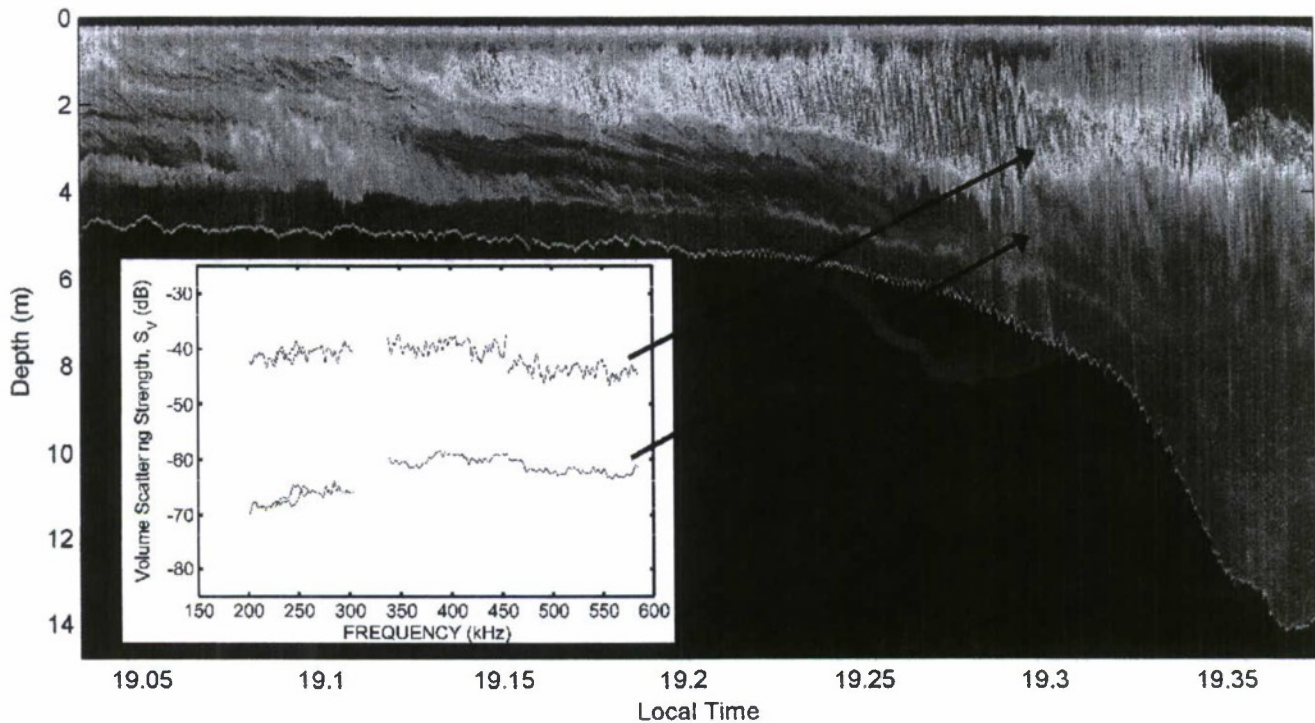 0
2
4
6
8
10
12
14
Depth (m)
Volume Scatter ng Strength, S_V (dB)
-30
-40
-50
-60
-70
-80
150 200 250 300 350 400 450 500 550 600
FREQUENCY (kHz)
19.05 19.1 19.15 19.2 19.25 19.3 19.35
Local Time